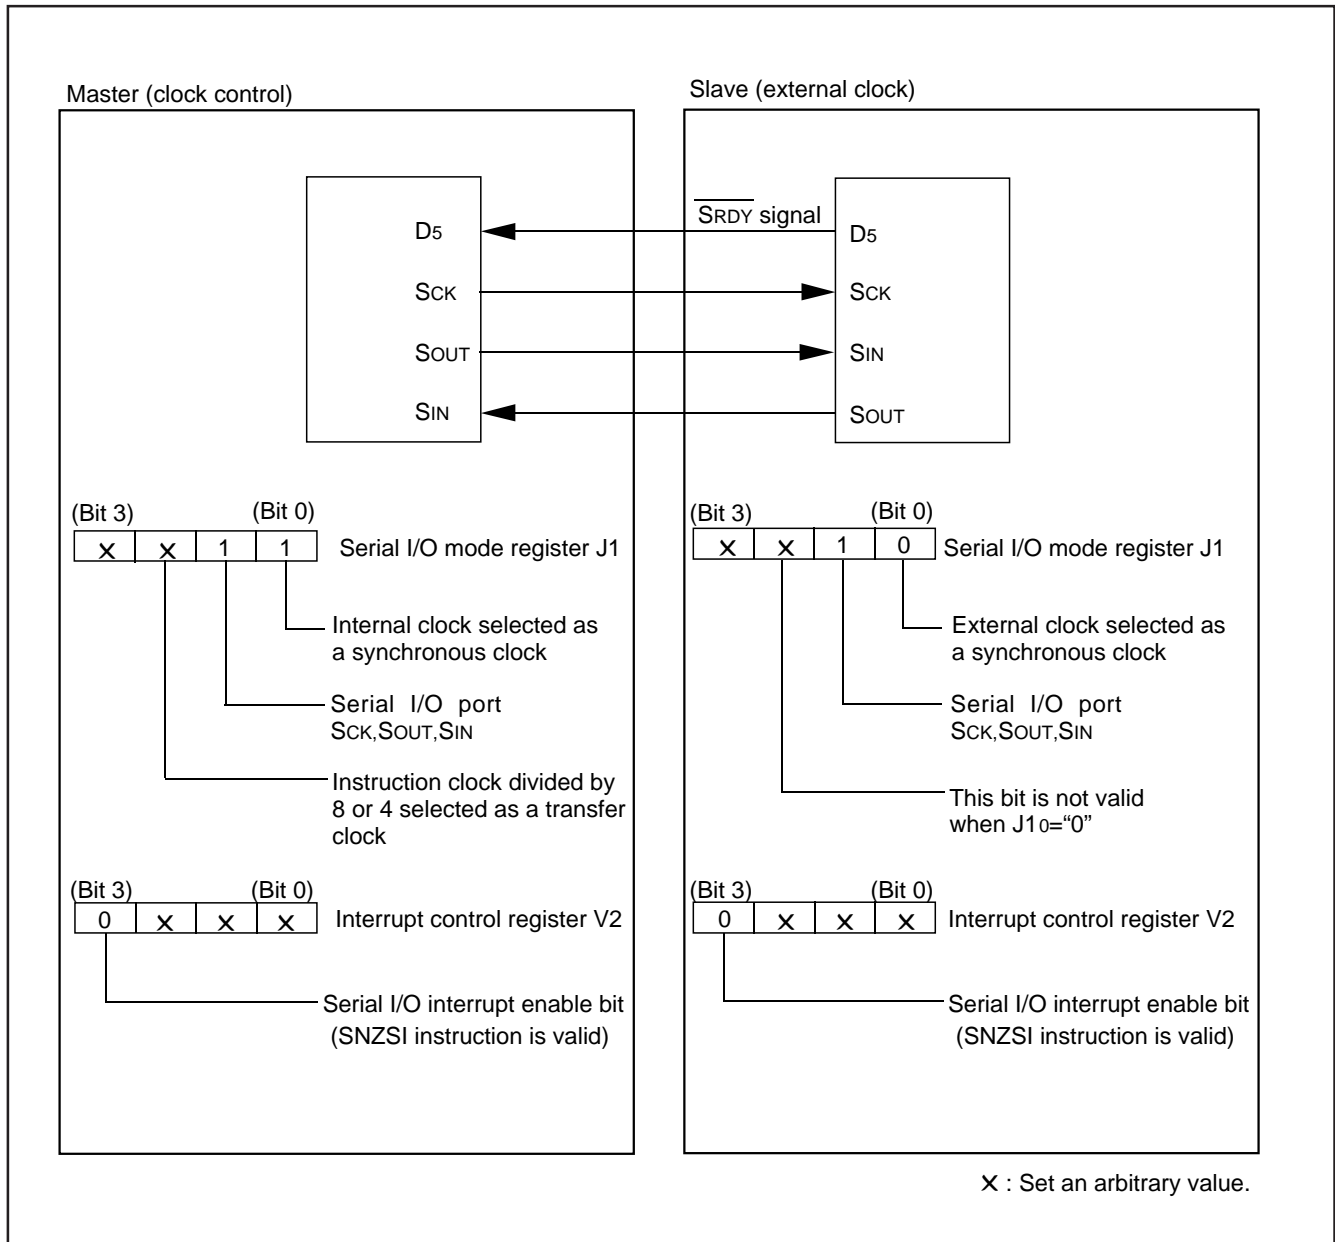 Master (clock control)
D5
SCK
SOUT
SIN
(Bit 3) (Bit 0)
× × 1 1 Serial I/O mode register J1
Internal clock selected as
a synchronous clock
Serial I/O port
SCK,SOUT,SIN
Instruction clock divided by
8 or 4 selected as a transfer
clock
(Bit 3) (Bit 0)
0 × × × Interrupt control register V2
Serial I/O interrupt enable bit
(SNZSI instruction is valid)
Slave (external clock)
SRDY signal
D5
SCK
SIN
SOUT
(Bit 3) (Bit 0)
× × 1 0 Serial I/O mode register J1
External clock selected as
a synchronous clock
Serial I/O port
SCK,SOUT,SIN
This bit is not valid
when J10=“0”
(Bit 3) (Bit 0)
0 × × × Interrupt control register V2
Serial I/O interrupt enable bit
(SNZSI instruction is valid)
× : Set an arbitrary value.